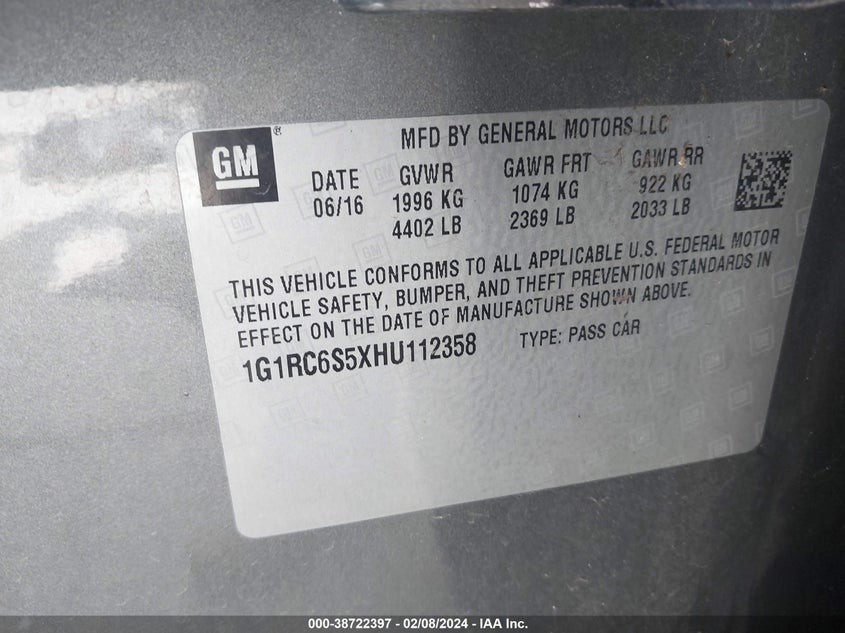 GM
MFD BY GENERAL MOTORS LLC
DATE GVWR GAWR FRT GAWR RR
06/16 1996 KG 1074 KG 922 KG
4402 LB 2369 LB 2033 LB
THIS VEHICLE CONFORMS TO ALL APPLICABLE U.S. FEDERAL MOTOR
VEHICLE SAFETY, BUMPER, AND THEFT PREVENTION STANDARDS IN
EFFECT ON THE DATE OF MANUFACTURE SHOWN ABOVE.
1G1RC6S5XHU112358 TYPE: PASS CAR
000-38722397 - 02/08/2024 - IAA Inc.